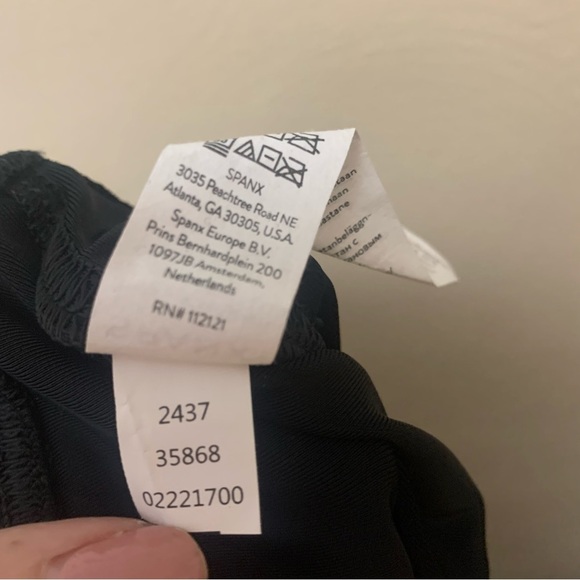 SPANX
3035 Peachtree Road NE
Atlanta, GA 30305, U.S.A.
Spanx Europe B.V.
Prins Bernhardplein 200
1097JB Amsterdam,
Netherlands
RN# 112121
2437
35868
02221700